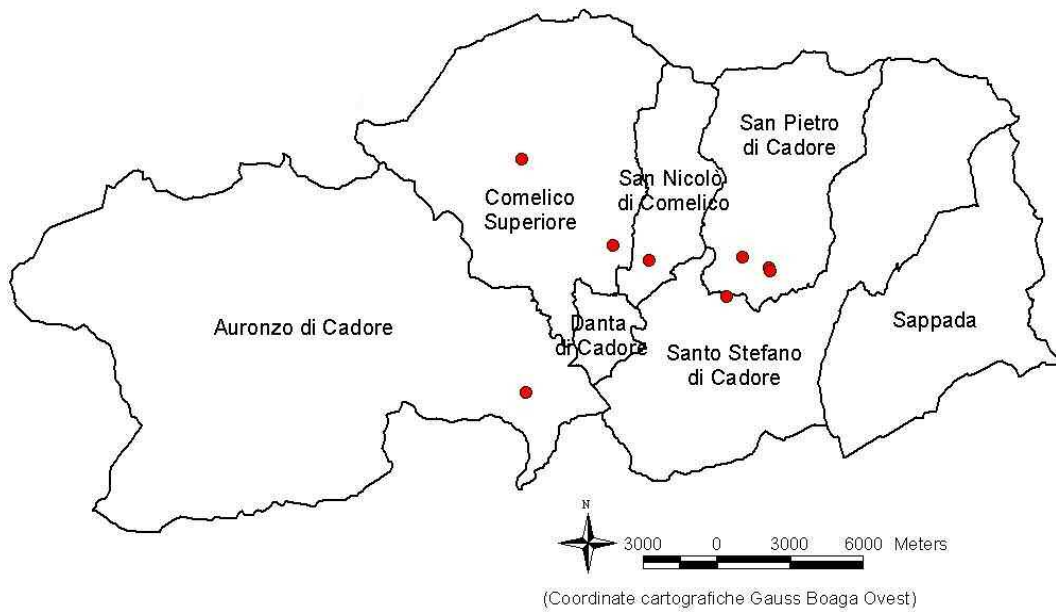 San Pietro
di Cadore
San Nicolò
di Comelico
Comelico
Superiore
Auronzo di Cadore
Danta
di Cadore
Santo Stefano
di Cadore
Sappada
N
3000 0 3000 6000 Meters
(Coordinate cartografiche Gauss Boaga Ovest)